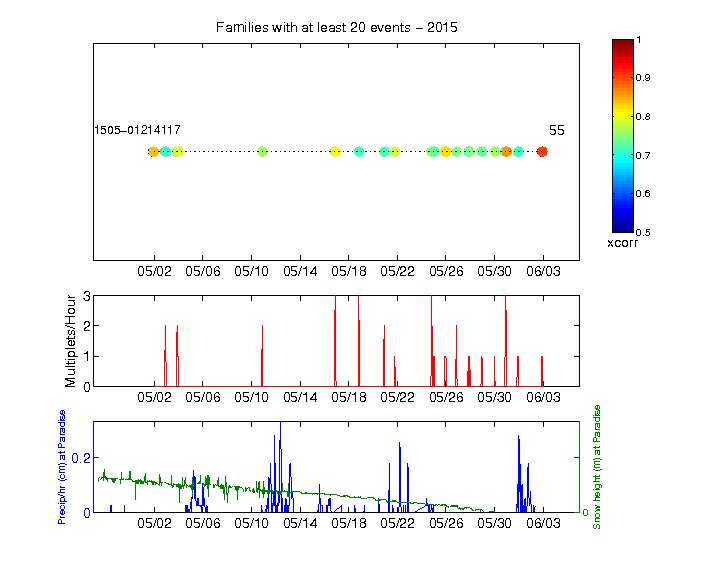 Families with at least 20 events – 2015
1505–01214117
55
1
0.9
0.8
0.7
0.6
0.5
xcorr
05/02 05/06 05/10 05/14 05/18 05/22 05/26 05/30 06/03
Multiplets/Hour
3
2
1
0
05/02 05/06 05/10 05/14 05/18 05/22 05/26 05/30 06/03
Precip/hr (cm) at Paradise
0.2
0
0
Snow height (m) at Paradise
05/02 05/06 05/10 05/14 05/18 05/22 05/26 05/30 06/03